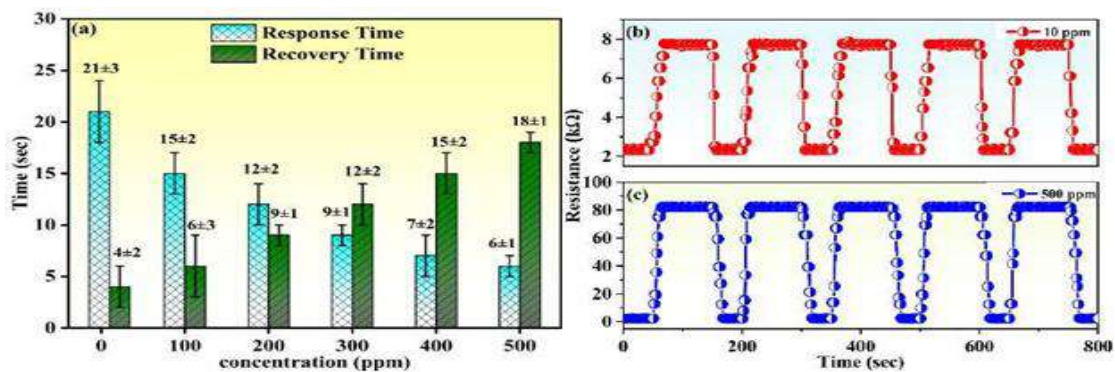 (a)
Response Time
Recovery Time
30
25
20
15
10
5
0
Time (sec)
21±3
4±2
15±2
6±3
12±2
9±1
9±1
12±2
7±2
15±2
6±1
18±1
0 100 200 300 400 500
concentration (ppm)
(b)
10 ppm
8
6
4
2
Resistance (kΩ)
(c)
500 ppm
100
80
60
40
20
0
0 200 400 600 800
Time (sec)